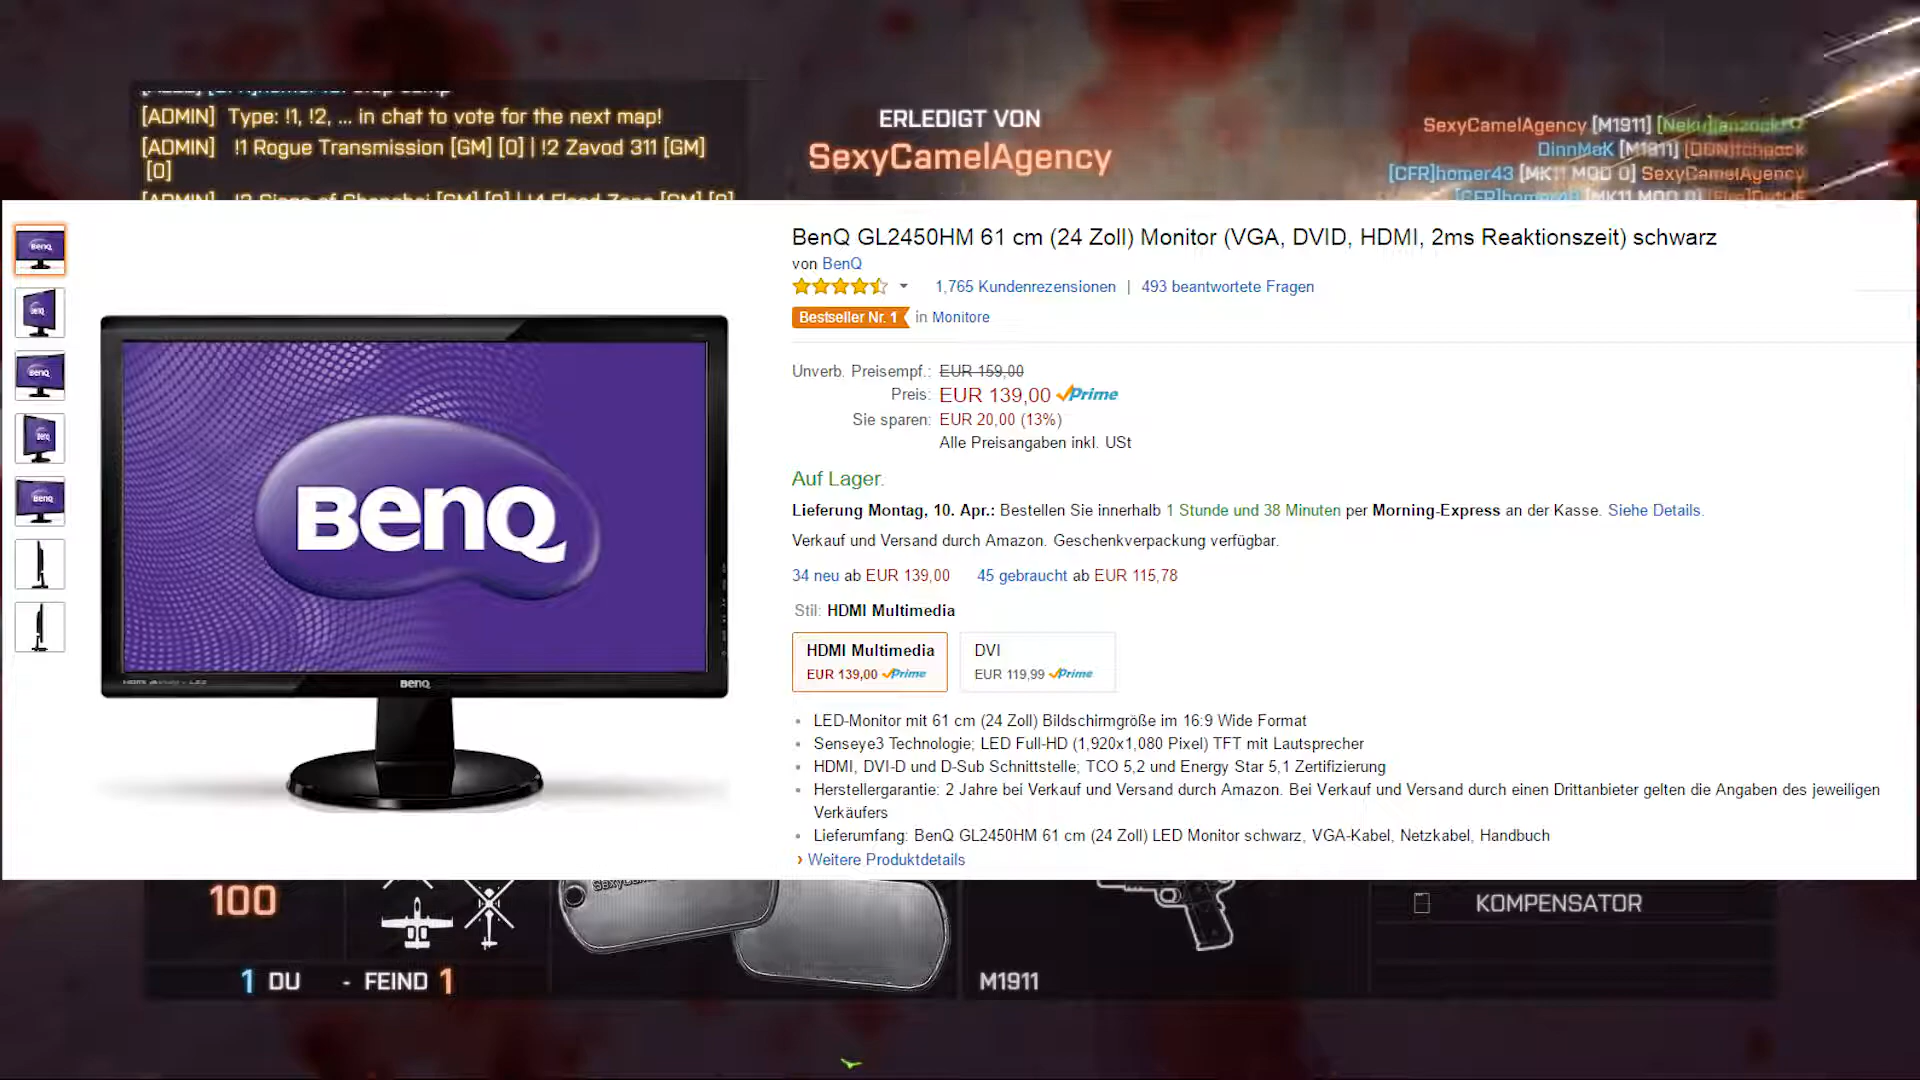 [ADMIN] Type: !1, !2, ... in chat to vote for the next map!
[ADMIN] !1 Rogue Transmission [GM] [0] | !2 Zavod 311 [GM]
[0]
ERLEDIGT VON
SexyCamelAgency
SexyCamelAgency [M1911]
DinnMaK [M1911]
[CFR]homer43 [MK11 MOD 0] SexyCamelAgency
BenQ GL2450HM 61 cm (24 Zoll) Monitor (VGA, DVID, HDMI, 2ms Reaktionszeit) schwarz
von BenQ
1,765 Kundenrezensionen | 493 beantwortete Fragen
Bestseller Nr. 1 in Monitore
Unverb. Preisempf.: EUR 159,00
Preis: EUR 139,00 Prime
Sie sparen: EUR 20,00 (13%)
Alle Preisangaben inkl. USt
Auf Lager.
Lieferung Montag, 10. Apr.: Bestellen Sie innerhalb 1 Stunde und 38 Minuten per Morning-Express an der Kasse. Siehe Details.
Verkauf und Versand durch Amazon. Geschenkverpackung verfügbar.
34 neu ab EUR 139,00 45 gebraucht ab EUR 115,78
Stil: HDMI Multimedia
HDMI Multimedia
EUR 139,00 Prime
DVI
EUR 119,99 Prime
LED-Monitor mit 61 cm (24 Zoll) Bildschirmgröße im 16:9 Wide Format
Senseye3 Technologie; LED Full-HD (1,920x1,080 Pixel) TFT mit Lautsprecher
HDMI, DVI-D und D-Sub Schnittstelle; TCO 5,2 und Energy Star 5,1 Zertifizierung
Herstellergarantie: 2 Jahre bei Verkauf und Versand durch Amazon. Bei Verkauf und Versand durch einen Drittanbieter gelten die Angaben des jeweiligen
Verkäufers
Lieferumfang: BenQ GL2450HM 61 cm (24 Zoll) LED Monitor schwarz, VGA-Kabel, Netzkabel, Handbuch
› Weitere Produktdetails
BenQ
BenQ
BenQ
BenQ
BenQ
BenQ
BenQ
100
1 DU - FEIND 1
M1911
KOMPENSATOR